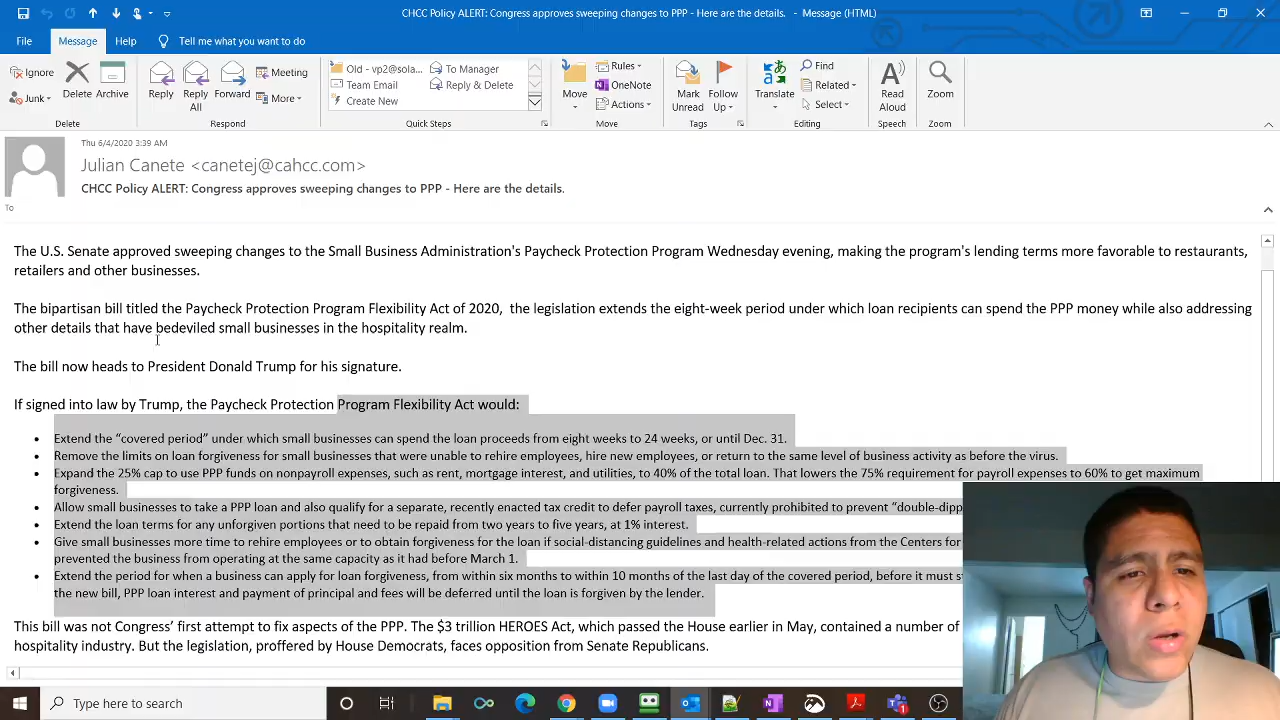 CHCC Policy ALERT: Congress approves sweeping changes to PPP - Here are the details. - Message (HTML)
File Message Help Tell me what you want to do
Ignore Junk Delete Archive
Reply Reply All Forward Meeting More
Old - vp2@sola... To Manager
Team Email Reply & Delete
Create New
Move Rules OneNote Actions
Mark Unread Follow Up
Translate Find Related Select
Read Aloud Zoom
Delete Respond Quick Steps Move Tags Editing Speech Zoom
Thu 6/4/2020 3:39 AM
Julian Canete <canetej@cahcc.com>
CHCC Policy ALERT: Congress approves sweeping changes to PPP - Here are the details.
To
The U.S. Senate approved sweeping changes to the Small Business Administration's Paycheck Protection Program Wednesday evening, making the program's lending terms more favorable to restaurants,
retailers and other businesses.
The bipartisan bill titled the Paycheck Protection Program Flexibility Act of 2020, the legislation extends the eight-week period under which loan recipients can spend the PPP money while also addressing
other details that have bedeviled small businesses in the hospitality realm.
The bill now heads to President Donald Trump for his signature.
If signed into law by Trump, the Paycheck Protection Program Flexibility Act would:
• Extend the “covered period” under which small businesses can spend the loan proceeds from eight weeks to 24 weeks, or until Dec. 31.
• Remove the limits on loan forgiveness for small businesses that were unable to rehire employees, hire new employees, or return to the same level of business activity as before the virus.
• Expand the 25% cap to use PPP funds on nonpayroll expenses, such as rent, mortgage interest, and utilities, to 40% of the total loan. That lowers the 75% requirement for payroll expenses to 60% to get maximum
forgiveness.
• Allow small businesses to take a PPP loan and also qualify for a separate, recently enacted tax credit to defer payroll taxes, currently prohibited to prevent “double-dipp
• Extend the loan terms for any unforgiven portions that need to be repaid from two years to five years, at 1% interest.
• Give small businesses more time to rehire employees or to obtain forgiveness for the loan if social-distancing guidelines and health-related actions from the Centers for
prevented the business from operating at the same capacity as it had before March 1.
• Extend the period for when a business can apply for loan forgiveness, from within six months to within 10 months of the last day of the covered period, before it must s
the new bill, PPP loan interest and payment of principal and fees will be deferred until the loan is forgiven by the lender.
This bill was not Congress’ first attempt to fix aspects of the PPP. The $3 trillion HEROES Act, which passed the House earlier in May, contained a number of
hospitality industry. But the legislation, proffered by House Democrats, faces opposition from Senate Republicans.
Type here to search